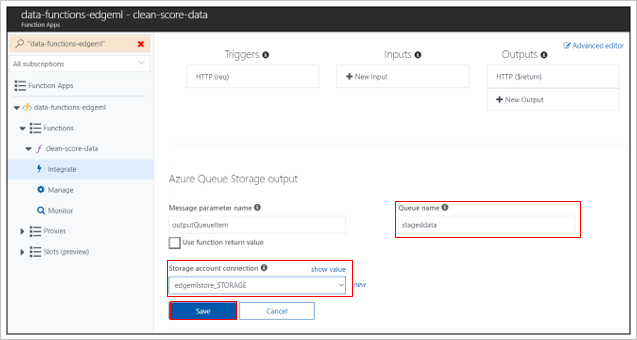 data-functions-edgeml - clean-score-data
Function Apps
"data-functions-edgeml"
All subscriptions
Function Apps
data-functions-edgeml
Functions
clean-score-data
Integrate
Manage
Monitor
Proxies
Slots (preview)
Advanced editor
Triggers
Inputs
Outputs
HTTP (req)
New Input
HTTP ($return)
New Output
Azure Queue Storage output
Message parameter name
Queue name
outputQueueItem
stageddata
Use function return value
Storage account connection
show value
edgemlstore_STORAGE
new
Save
Cancel